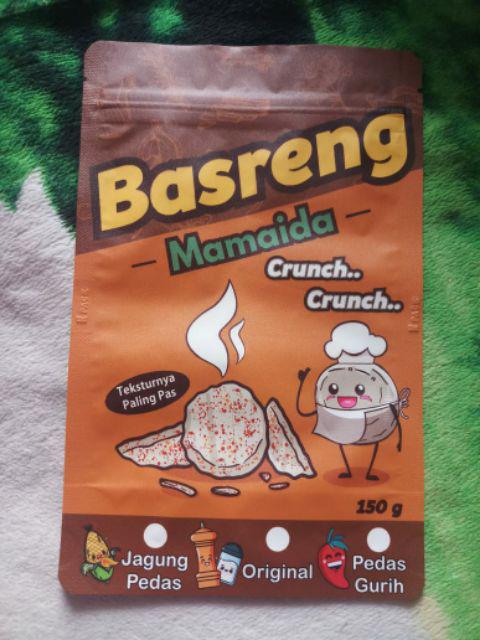 Basreng
Mamaida
Crunch..
Crunch..
Teksturnya
Paling Pas
150 g
Jagung
Pedas
Original
Pedas
Gurih